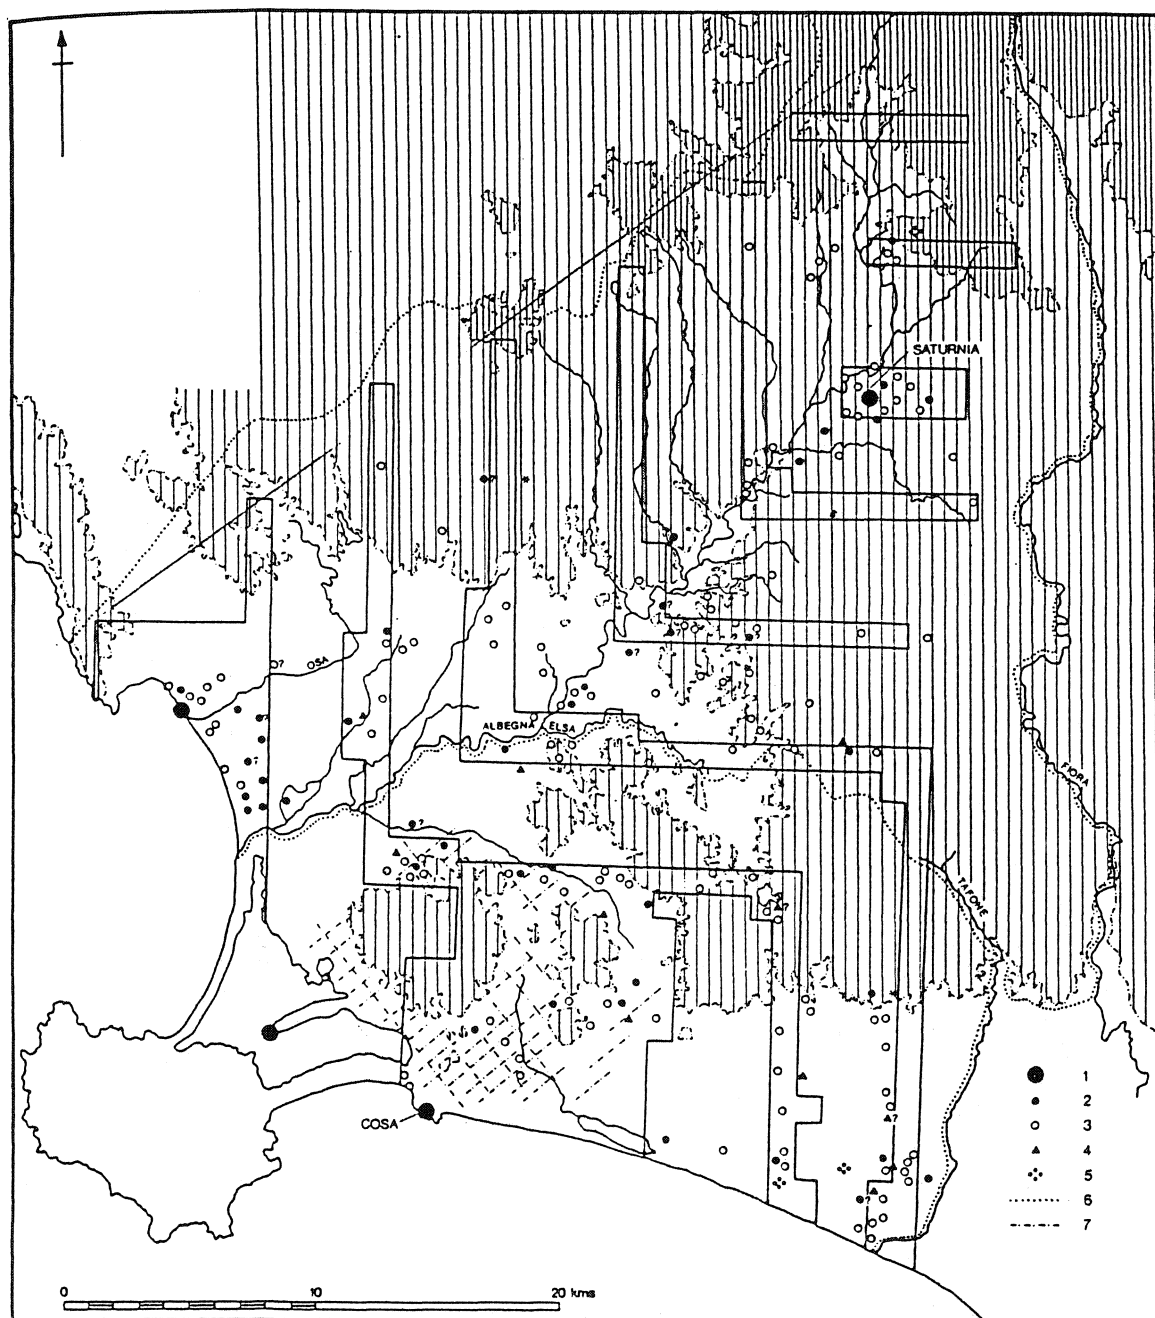 SATURNIA
OSA
ALBEGNA
ELSA
FIORA
TAFONE
COSA
1
2
3
4
5
6
7
0 10 20 kms